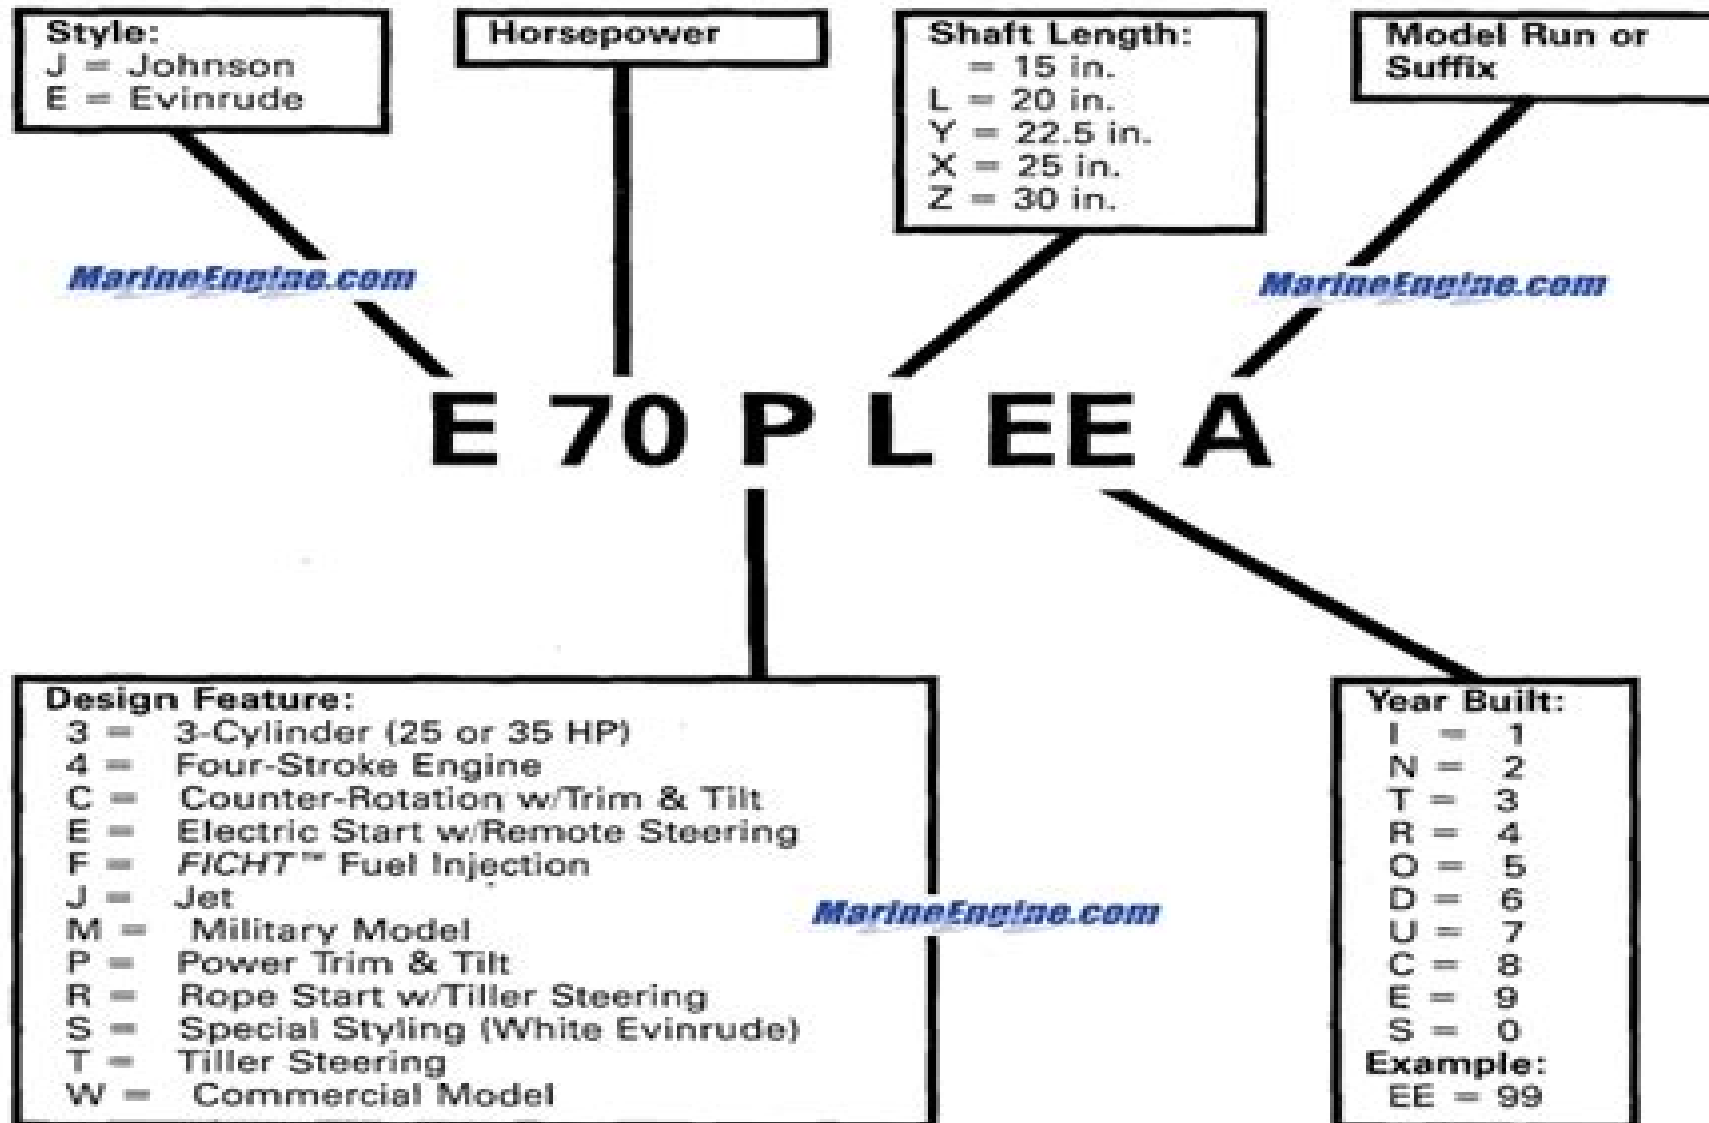 Style:
J = Johnson
E = Evinrude
Horsepower
Shaft Length:
= 15 in.
L = 20 in.
Y = 22.5 in.
X = 25 in.
Z = 30 in.
Model Run or
Suffix
MarineEngine.com
MarineEngine.com
E 70 P L EE A
Design Feature:
3 = 3-Cylinder (25 or 35 HP)
4 = Four-Stroke Engine
C = Counter-Rotation w/Trim & Tilt
E = Electric Start w/Remote Steering
F = FICHT™ Fuel Injection
J = Jet
M = Military Model
P = Power Trim & Tilt
R = Rope Start w/Tiller Steering
S = Special Styling (White Evinrude)
T = Tiller Steering
W = Commercial Model
MarineEngine.com
Year Built:
I = 1
N = 2
T = 3
R = 4
O = 5
D = 6
U = 7
C = 8
E = 9
S = 0
Example:
EE = 99